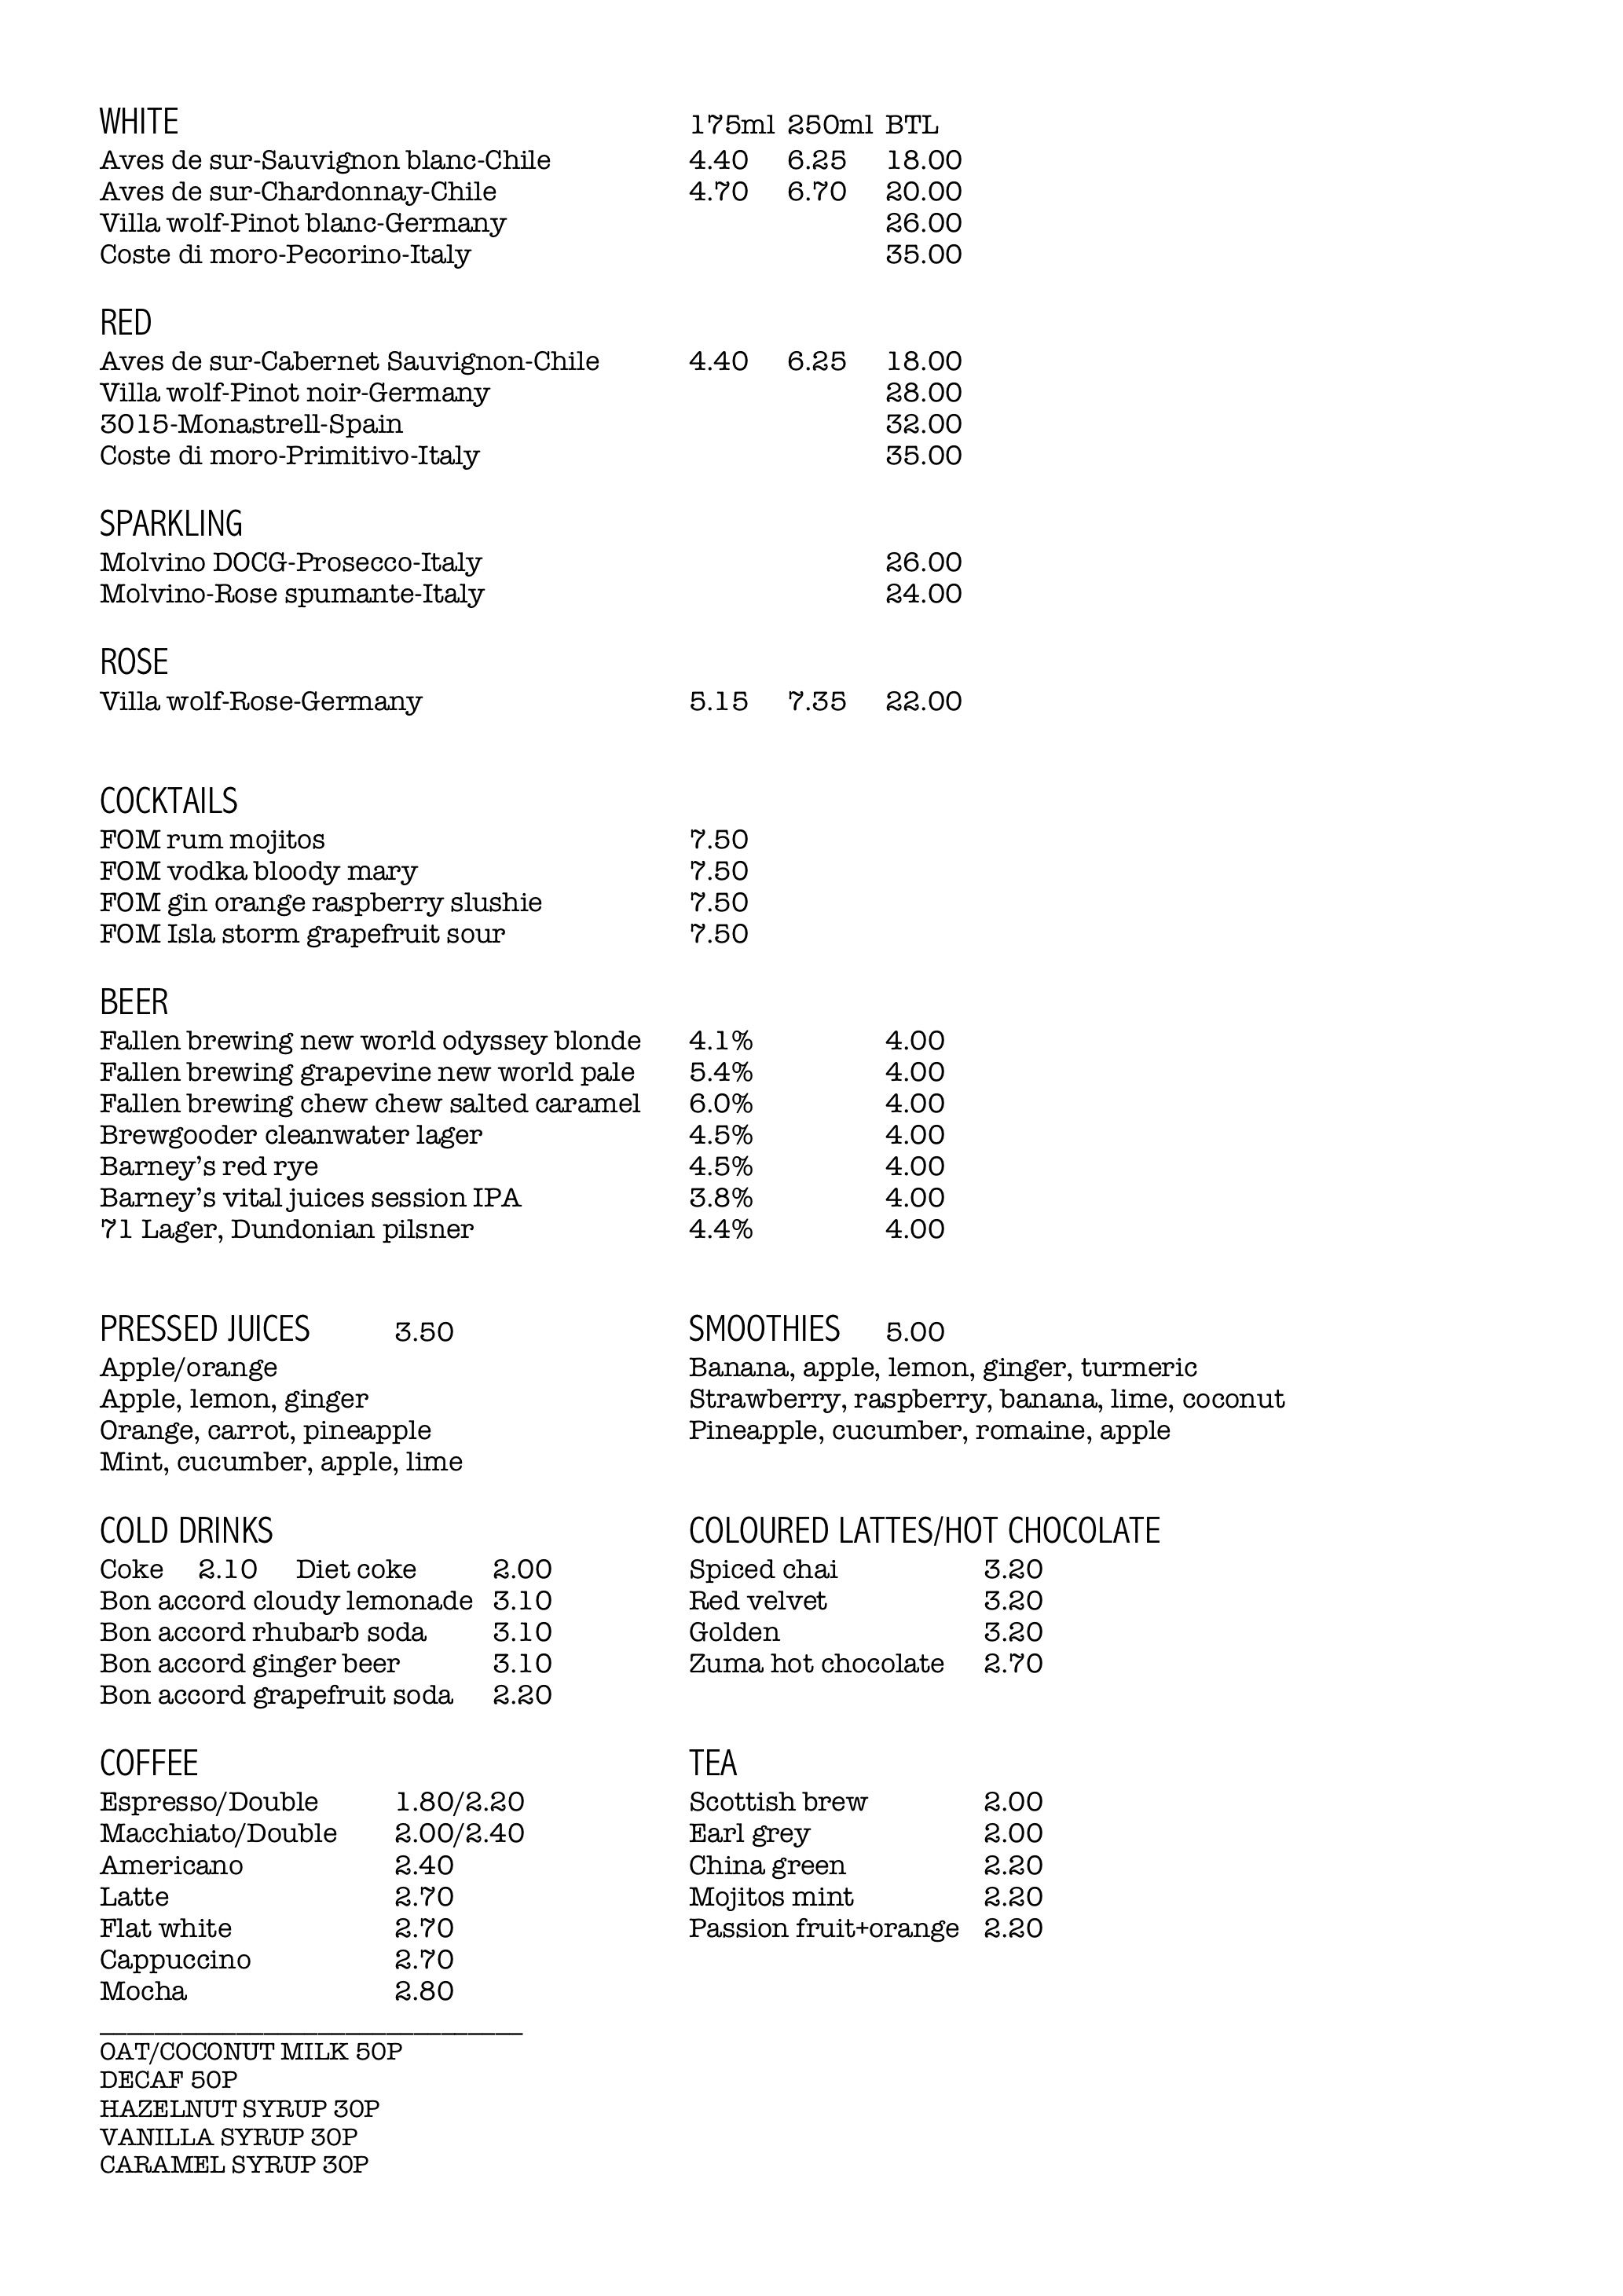 WHITE 175ml 250ml BTL
Aves de sur-Sauvignon blanc-Chile 4.40 6.25 18.00
Aves de sur-Chardonnay-Chile 4.70 6.70 20.00
Villa wolf-Pinot blanc-Germany 26.00
Coste di moro-Pecorino-Italy 35.00
RED
Aves de sur-Cabernet Sauvignon-Chile 4.40 6.25 18.00
Villa wolf-Pinot noir-Germany 28.00
3015-Monastrell-Spain 32.00
Coste di moro-Primitivo-Italy 35.00
SPARKLING
Molvino DOCG-Prosecco-Italy 26.00
Molvino-Rose spumante-Italy 24.00
ROSE
Villa wolf-Rose-Germany 5.15 7.35 22.00
COCKTAILS
FOM rum mojitos 7.50
FOM vodka bloody mary 7.50
FOM gin orange raspberry slushie 7.50
FOM Isla storm grapefruit sour 7.50
BEER
Fallen brewing new world odyssey blonde 4.1% 4.00
Fallen brewing grapevine new world pale 5.4% 4.00
Fallen brewing chew chew salted caramel 6.0% 4.00
Brewgooder cleanwater lager 4.5% 4.00
Barney's red rye 4.5% 4.00
Barney's vital juices session IPA 3.8% 4.00
71 Lager, Dundonian pilsner 4.4% 4.00
PRESSED JUICES 3.50
Apple/orange
Apple, lemon, ginger
Orange, carrot, pineapple
Mint, cucumber, apple, lime
SMOOTHIES 5.00
Banana, apple, lemon, ginger, turmeric
Strawberry, raspberry, banana, lime, coconut
Pineapple, cucumber, romaine, apple
COLD DRINKS
Coke 2.10 Diet coke 2.00
Bon accord cloudy lemonade 3.10
Bon accord rhubarb soda 3.10
Bon accord ginger beer 3.10
Bon accord grapefruit soda 2.20
COLOURED LATTES/HOT CHOCOLATE
Spiced chai 3.20
Red velvet 3.20
Golden 3.20
Zuma hot chocolate 2.70
COFFEE
Espresso/Double 1.80/2.20
Macchiato/Double 2.00/2.40
Americano 2.40
Latte 2.70
Flat white 2.70
Cappuccino 2.70
Mocha 2.80
TEA
Scottish brew 2.00
Earl grey 2.00
China green 2.20
Mojitos mint 2.20
Passion fruit+orange 2.20
OAT/COCONUT MILK 50P
DECAF 50P
HAZELNUT SYRUP 30P
VANILLA SYRUP 30P
CARAMEL SYRUP 30P